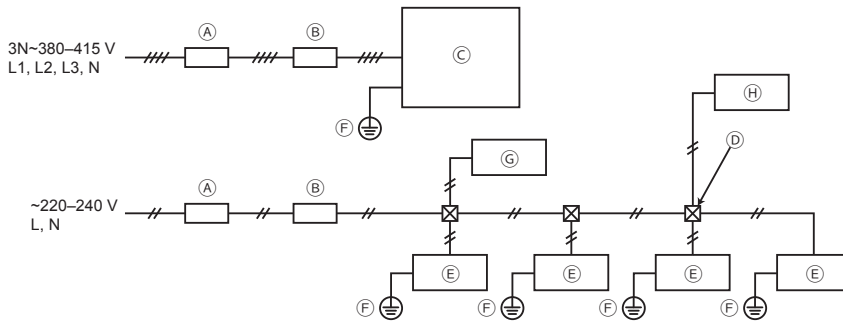 Ⓐ Ⓑ
3N~380–415 V
L1, L2, L3, N
Ⓒ
Ⓕ
Ⓗ
Ⓓ
Ⓖ
Ⓐ Ⓑ
~220–240 V
L, N
Ⓔ Ⓔ Ⓔ Ⓔ
Ⓕ Ⓕ Ⓕ Ⓕ